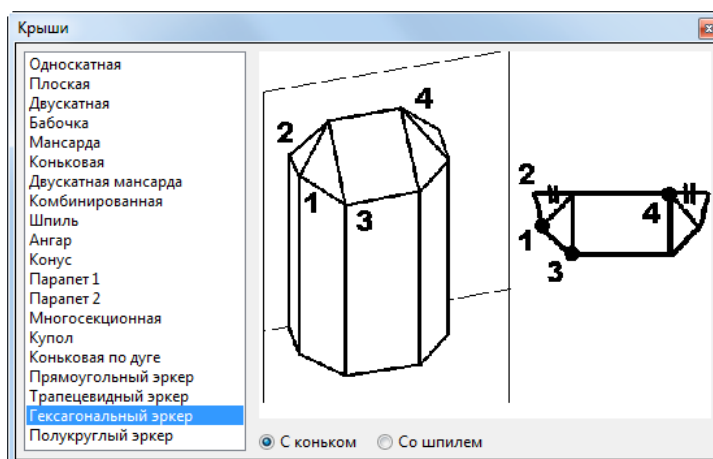 Крыши
Односкатная
Плоская
Двускатная
Бабочка
Мансарда
Коньковая
Двускатная мансарда
Комбинированная
Шпиль
Ангар
Конус
Парапет 1
Парапет 2
Многосекционная
Купол
Коньковая по дуге
Прямоугольный эркер
Трапецевидный эркер
Гексагональный эркер
Полукруглый эркер
4
2
1
3
2
4
1
3
С коньком
Со шпилем